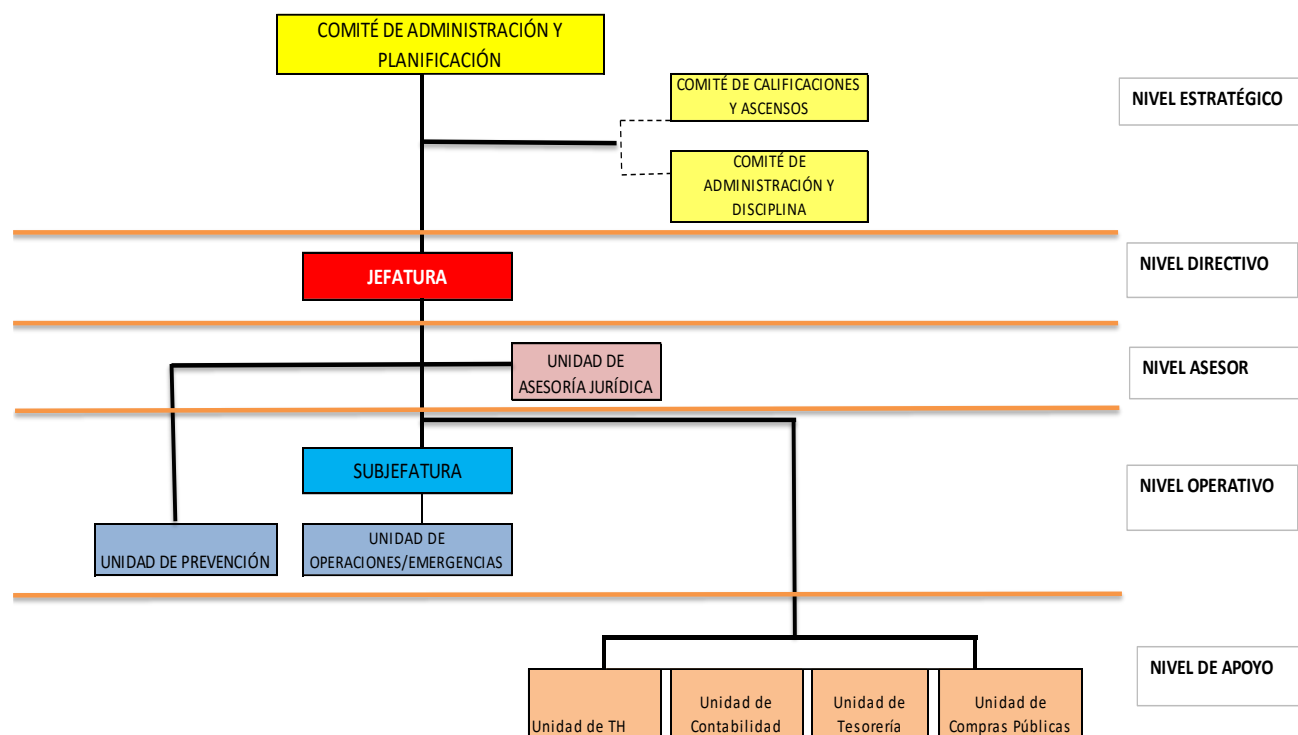 COMITÉ DE ADMINISTRACIÓN Y
PLANIFICACIÓN
COMITÉ DE CALIFICACIONES
Y ASCENSOS
NIVEL ESTRATÉGICO
COMITÉ DE
ADMINISTRACIÓN Y
DISCIPLINA
JEFATURA
NIVEL DIRECTIVO
UNIDAD DE
ASESORÍA JURÍDICA
NIVEL ASESOR
SUBJEFATURA
NIVEL OPERATIVO
UNIDAD DE PREVENCIÓN
UNIDAD DE
OPERACIONES/EMERGENCIAS
NIVEL DE APOYO
Unidad de TH
Unidad de
Contabilidad
Unidad de
Tesorería
Unidad de
Compras Públicas